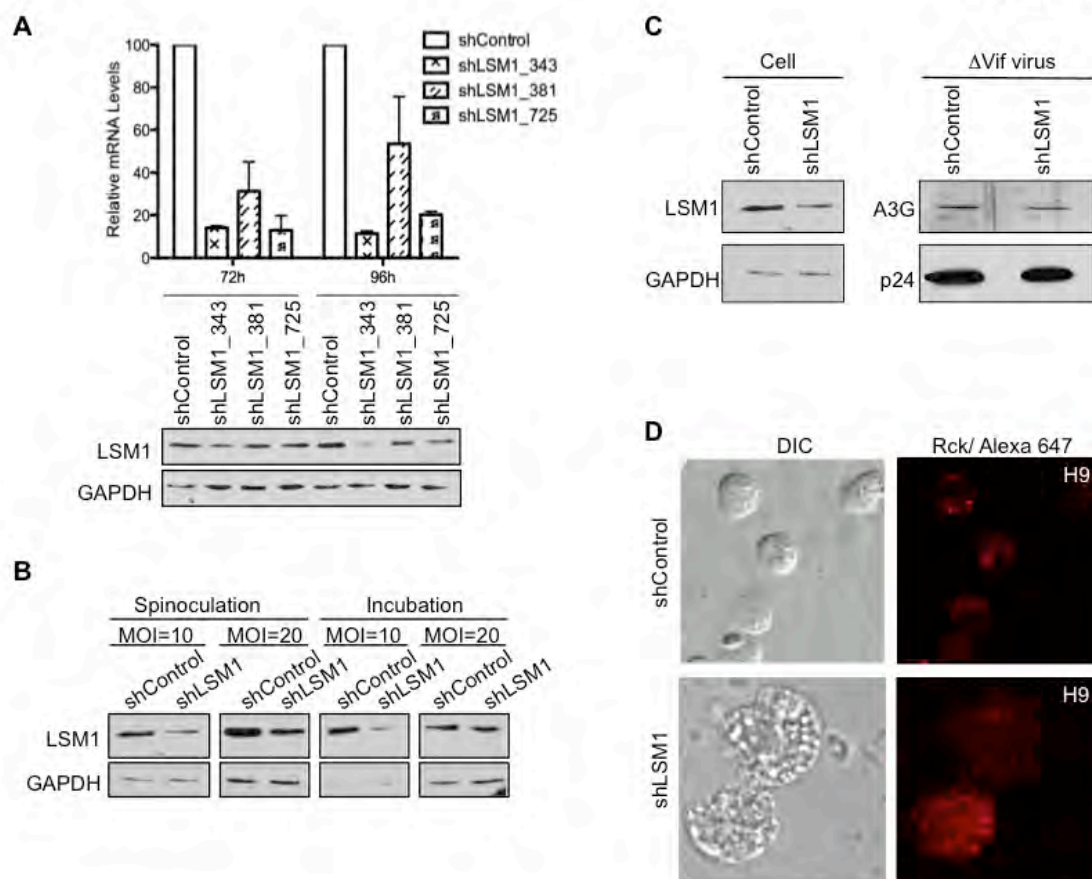 A
Relative mRNA Levels
100
80
60
40
20
0
72h
96h
shControl
shLSM1_343
shLSM1_381
shLSM1_725
shControl
shLSM1_343
shLSM1_381
shLSM1_725
shControl
shLSM1_343
shLSM1_381
shLSM1_725
LSM1
GAPDH
B
Spinoculation
Incubation
MOI=10
MOI=20
MOI=10
MOI=20
shControl
shLSM1
shControl
shLSM1
shControl
shLSM1
shControl
shLSM1
LSM1
GAPDH
C
Cell
ΔVif virus
shControl
shLSM1
shControl
shLSM1
LSM1
GAPDH
A3G
p24
D
DIC
Rck/ Alexa 647
shControl
H9
shLSM1
H9